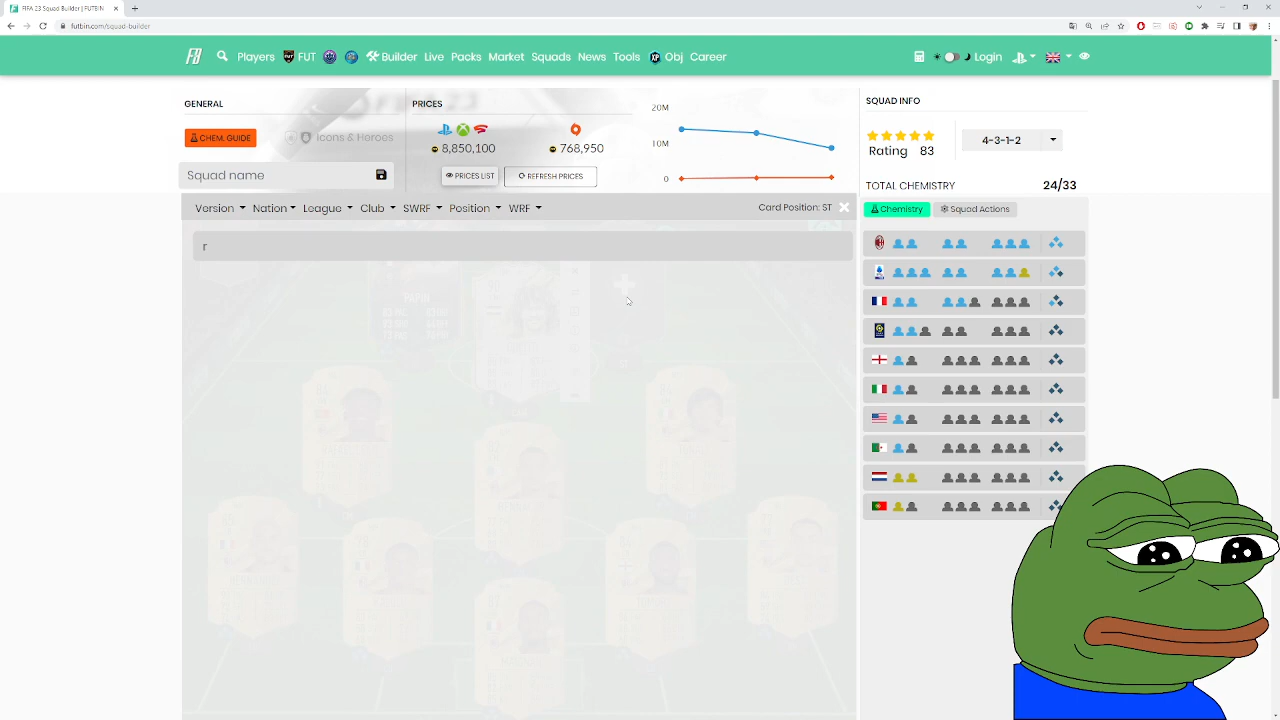 FIFA 23 Squad Builder | FUTBIN
futbin.com/squad-builder
Players FUT Builder Live Packs Market Squads News Tools XP Obj Career Login
GENERAL
CHEM. GUIDE
Icons & Heroes
Squad name
PRICES
8,850,100
768,950
PRICES LIST
REFRESH PRICES
20M
10M
0
SQUAD INFO
Rating 83
4-3-1-2
TOTAL CHEMISTRY 24/33
Version Nation League Club SWRF Position WRF Card Position: ST
Chemistry Squad Actions
r
PAPIN